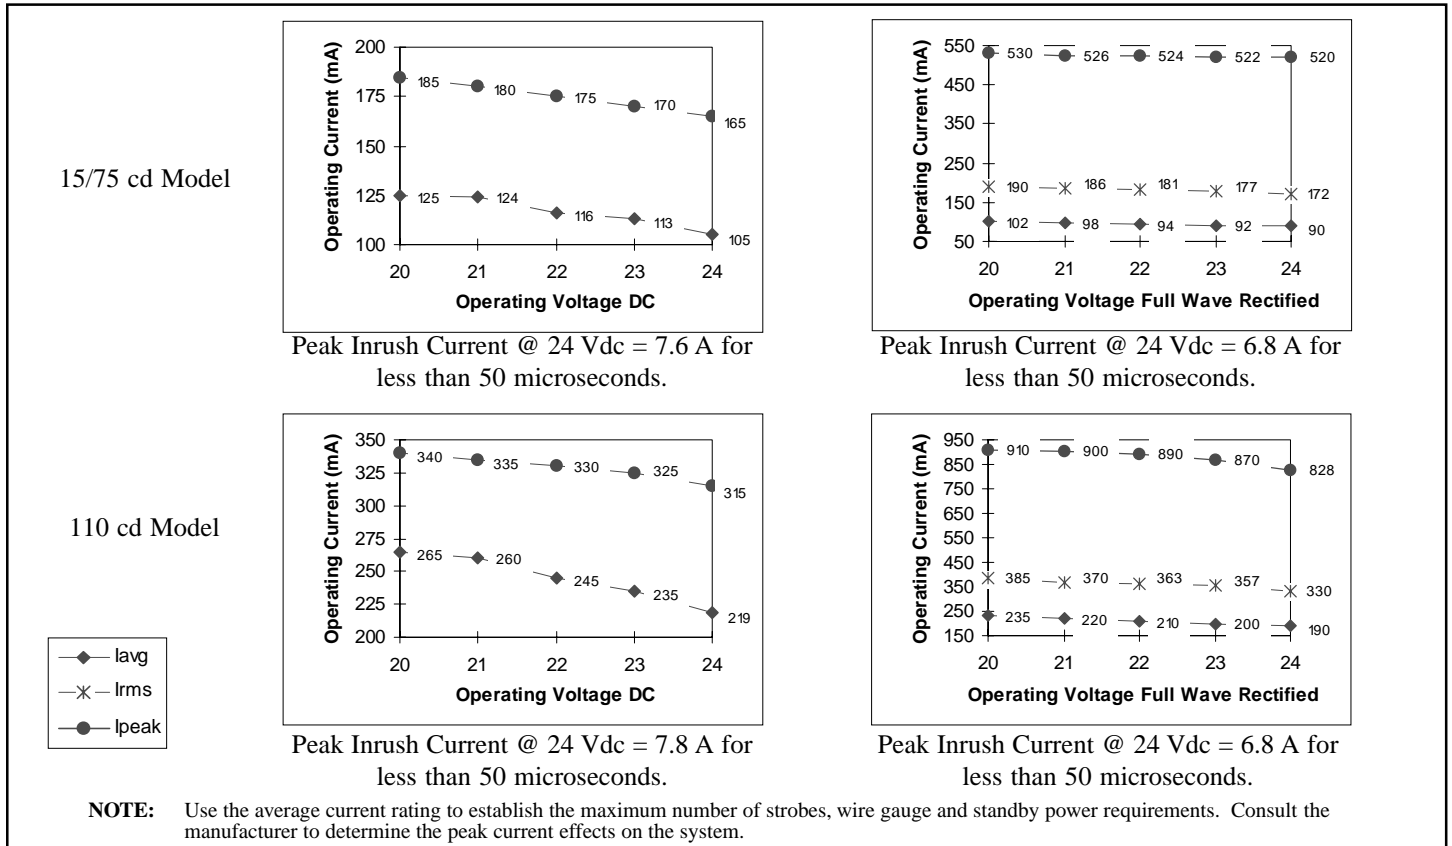 15/75 cd Model
Operating Current (mA)
200
175
150
125
100
185
180
175
170
165
125
124
116
113
105
20 21 22 23 24
Operating Voltage DC
Peak Inrush Current @ 24 Vdc = 7.6 A for
less than 50 microseconds.
Operating Current (mA)
550
450
350
250
150
50
530
526
524
522
520
190
186
181
177
172
102
98
94
92
90
20 21 22 23 24
Operating Voltage Full Wave Rectified
Peak Inrush Current @ 24 Vdc = 6.8 A for
less than 50 microseconds.
110 cd Model
Operating Current (mA)
350
325
300
275
250
225
200
340
335
330
325
315
265
260
245
235
219
20 21 22 23 24
Operating Voltage DC
Peak Inrush Current @ 24 Vdc = 7.8 A for
less than 50 microseconds.
Operating Current (mA)
950
850
750
650
550
450
350
250
150
910
900
890
870
828
385
370
363
357
330
235
220
210
200
190
20 21 22 23 24
Operating Voltage Full Wave Rectified
Peak Inrush Current @ 24 Vdc = 6.8 A for
less than 50 microseconds.
Iavg
Irms
Ipeak
NOTE: Use the average current rating to establish the maximum number of strobes, wire gauge and standby power requirements. Consult the
manufacturer to determine the peak current effects on the system.